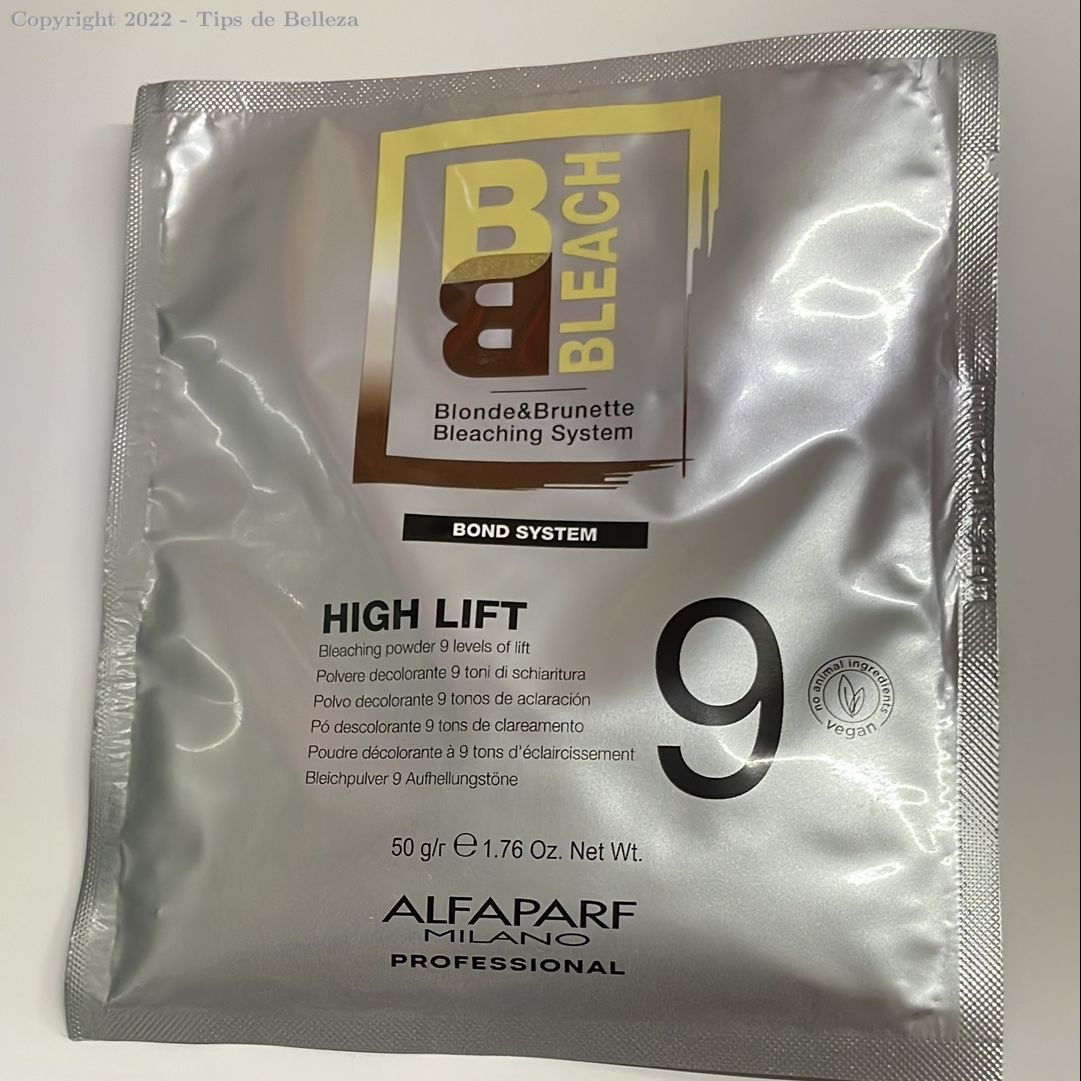 Copyright 2022 - Tips de Belleza
BB BLEACH
Blonde&Brunette
Bleaching System
BOND SYSTEM
HIGH LIFT
Bleaching powder 9 levels of lift
Polvere decolorante 9 toni di schiaritura
Polvo decolorante 9 tonos de aclaración
Pó descolorante 9 tons de clareamento
Poudre décolorante à 9 tons d'éclaircissement
Bleichpulver 9 Aufhellungstöne
9
no animal ingredients
vegan
50 g/r ℮ 1.76 Oz. Net Wt.
ALFAPARF
MILANO
PROFESSIONAL